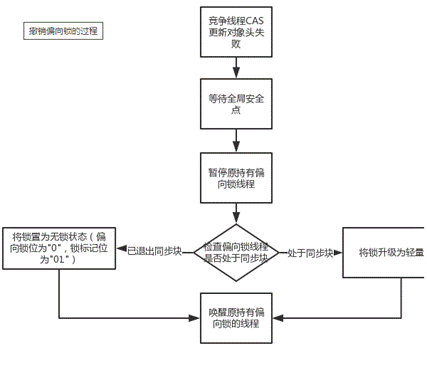 撤销偏向锁的过程
竞争线程CAS
更新对象头失
败
等待全局安全
点
暂停原持有偏
向锁线程
检查偏向锁线程
是否处于同步块
已退出同步块
处于同步块
将锁置为无锁状态（偏
向锁位为"0"，锁标记位
为"01"）
将锁升级为轻量
唤醒原持有偏
向锁的线程